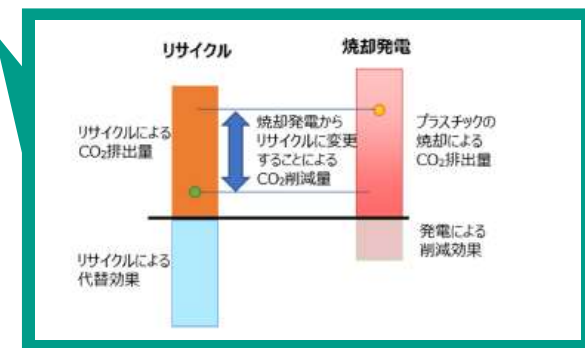 リサイクル
焼却発電
リサイクルによる
CO₂排出量
焼却発電から
リサイクルに変更
することによる
CO₂削減量
プラスチックの
焼却による
CO₂排出量
リサイクルによる
代替効果
発電による
削減効果